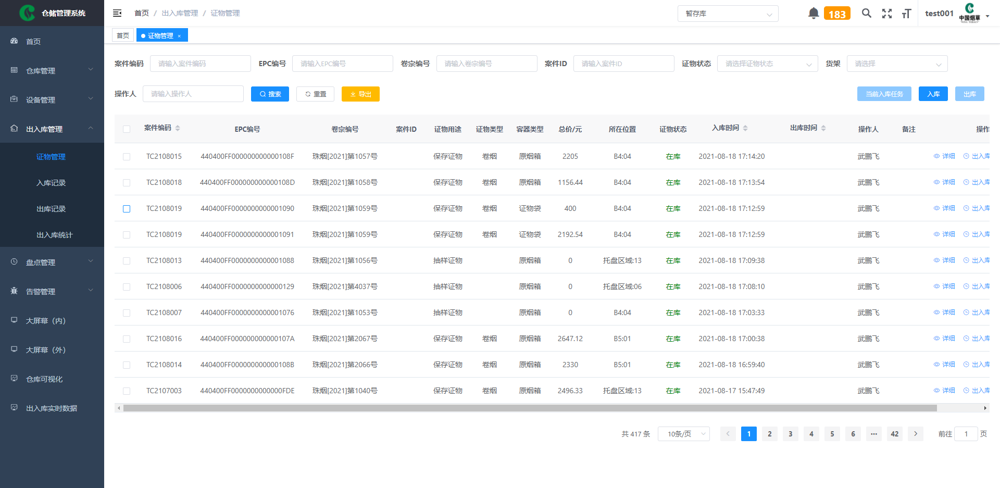 仓储管理系统
首页 / 出入库管理 / 证物管理
暂存库
183
test001
中国烟草
首页
证物管理 ×
首页
仓库管理
设备管理
出入库管理
证物管理
入库记录
出库记录
出入库统计
盘点管理
告警管理
大屏幕（内）
大屏幕（外）
仓库可视化
出入库实时数据
案件编码 请输入案件编码 EPC编号 请输入EPC编号 卷宗编号 请输入卷宗编号 案件ID 请输入案件ID 证物状态 请选择证物状态 货架 请选择
操作人 请输入操作人 搜索 重置 导出 当前入库任务 入库 出库
案件编码 EPC编号 卷宗编号 案件ID 证物用途 证物类型 容器类型 总价/元 所在位置 证物状态 入库时间 出库时间 操作人 备注 操作
TC2108015 440400FF000000000000108F 珠烟[2021]第1057号 保存证物 卷烟 原烟箱 2205 B4:04 在库 2021-08-18 17:14:20 武鹏飞 详细 出入库
TC2108018 440400FF000000000000108D 珠烟[2021]第1058号 保存证物 卷烟 原烟箱 1156.44 B4:04 在库 2021-08-18 17:13:54 武鹏飞 详细 出入库
TC2108019 440400FF0000000000001090 珠烟[2021]第1059号 保存证物 卷烟 证物袋 400 B4:04 在库 2021-08-18 17:12:59 武鹏飞 详细 出入库
TC2108019 440400FF0000000000001091 珠烟[2021]第1059号 保存证物 卷烟 证物袋 2192.54 B4:04 在库 2021-08-18 17:12:59 武鹏飞 详细 出入库
TC2108013 440400FF0000000000001088 珠烟[2021]第1056号 抽样证物 原烟箱 0 托盘区域:13 在库 2021-08-18 17:09:38 武鹏飞 详细 出入库
TC2108006 440400FF0000000000000129 珠烟[2021]第4037号 抽样证物 原烟箱 0 托盘区域:06 在库 2021-08-18 17:08:10 武鹏飞 详细 出入库
TC2108007 440400FF0000000000001076 珠烟[2021]第1053号 抽样证物 原烟箱 0 B4:04 在库 2021-08-18 17:03:33 武鹏飞 详细 出入库
TC2108016 440400FF000000000000107A 珠烟[2021]第2067号 保存证物 卷烟 原烟箱 2647.12 B5:01 在库 2021-08-18 17:00:38 武鹏飞 详细 出入库
TC2108014 440400FF000000000000108B 珠烟[2021]第2066号 保存证物 卷烟 原烟箱 2330 B5:01 在库 2021-08-18 16:59:40 武鹏飞 详细 出入库
TC2107003 440400FF0000000000000FDE 珠烟[2021]第1040号 保存证物 卷烟 原烟箱 2496.33 托盘区域:13 在库 2021-08-17 15:47:49 武鹏飞 详细 出入库
共 417 条 10条/页 1 2 3 4 5 6 ••• 42 前往 1 页